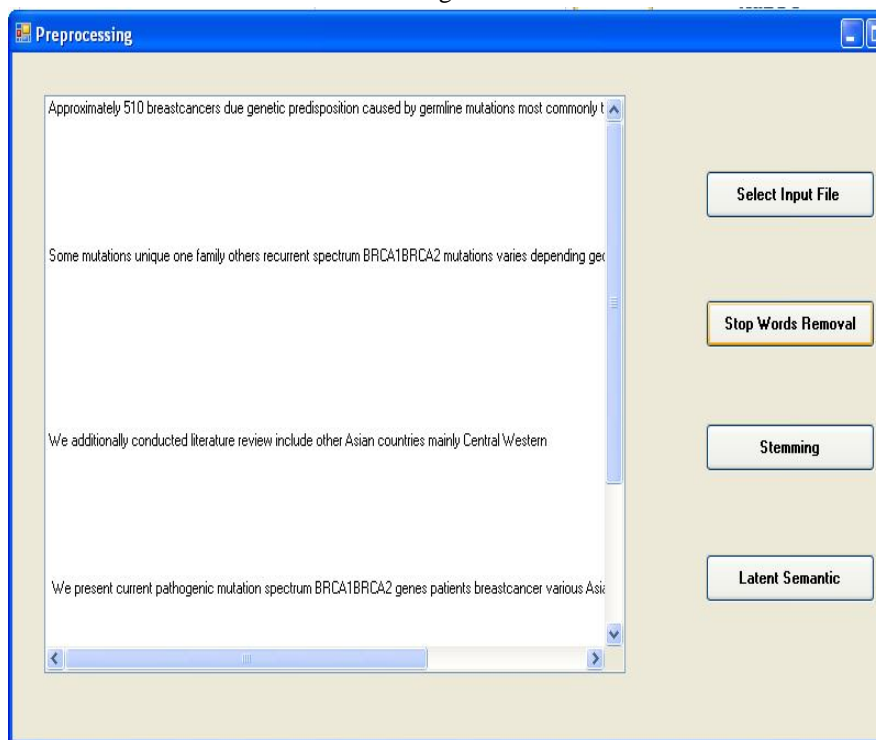 Preprocessing
Approximately 510 breastcancers due genetic predisposition caused by germline mutations most commonly t
Select Input File
Some mutations unique one family others recurrent spectrum BRCA1BRCA2 mutations varies depending geo
Stop Words Removal
We additionally conducted literature review include other Asian countries mainly Central Western
Stemming
We present current pathogenic mutation spectrum BRCA1BRCA2 genes patients breastcancer various Asia
Latent Semantic